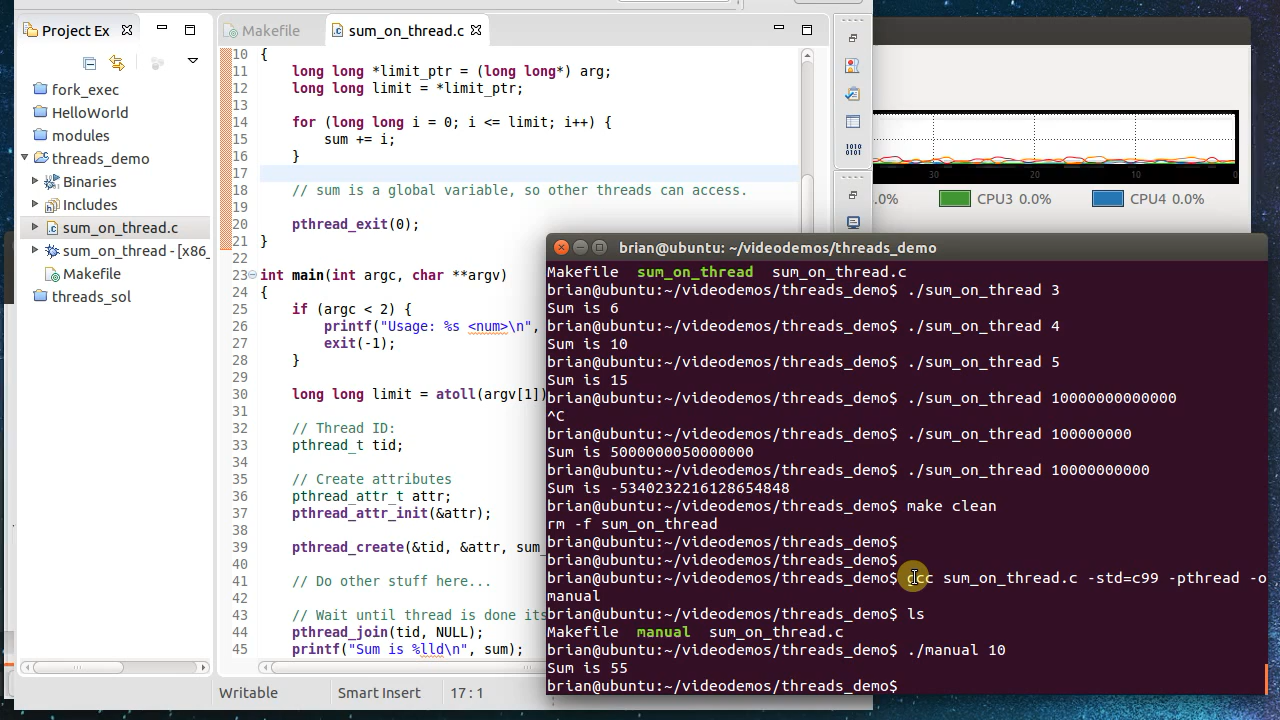 Project Ex
Makefile
sum_on_thread.c
fork_exec
HelloWorld
modules
threads_demo
Binaries
Includes
sum_on_thread.c
sum_on_thread - [x86_
Makefile
threads_sol
10 {
11 long long *limit_ptr = (long long*) arg;
12 long long limit = *limit_ptr;
13
14 for (long long i = 0; i <= limit; i++) {
15 sum += i;
16 }
17
18 // sum is a global variable, so other threads can access.
19
20 pthread_exit(0);
21 }
22
23 int main(int argc, char **argv)
24 {
25 if (argc < 2) {
26 printf("Usage: %s <num>\n",
27 exit(-1);
28 }
29
30 long long limit = atoll(argv[1])
31
32 // Thread ID:
33 pthread_t tid;
34
35 // Create attributes
36 pthread_attr_t attr;
37 pthread_attr_init(&attr);
38
39 pthread_create(&tid, &attr, sum_
40
41 // Do other stuff here...
42
43 // Wait until thread is done its
44 pthread_join(tid, NULL);
45 printf("Sum is %lld\n", sum);
Writable Smart Insert 17 : 1
30 20 10 0
.0% CPU3 0.0% CPU4 0.0%
brian@ubuntu: ~/videodemos/threads_demo
Makefile sum_on_thread sum_on_thread.c
brian@ubuntu:~/videodemos/threads_demo$ ./sum_on_thread 3
Sum is 6
brian@ubuntu:~/videodemos/threads_demo$ ./sum_on_thread 4
Sum is 10
brian@ubuntu:~/videodemos/threads_demo$ ./sum_on_thread 5
Sum is 15
brian@ubuntu:~/videodemos/threads_demo$ ./sum_on_thread 10000000000000
^C
brian@ubuntu:~/videodemos/threads_demo$ ./sum_on_thread 100000000
Sum is 5000000050000000
brian@ubuntu:~/videodemos/threads_demo$ ./sum_on_thread 10000000000
Sum is -5340232216128654848
brian@ubuntu:~/videodemos/threads_demo$ make clean
rm -f sum_on_thread
brian@ubuntu:~/videodemos/threads_demo$
brian@ubuntu:~/videodemos/threads_demo$
brian@ubuntu:~/videodemos/threads_demo$ gcc sum_on_thread.c -std=c99 -pthread -o
manual
brian@ubuntu:~/videodemos/threads_demo$ ls
Makefile manual sum_on_thread.c
brian@ubuntu:~/videodemos/threads_demo$ ./manual 10
Sum is 55
brian@ubuntu:~/videodemos/threads_demo$